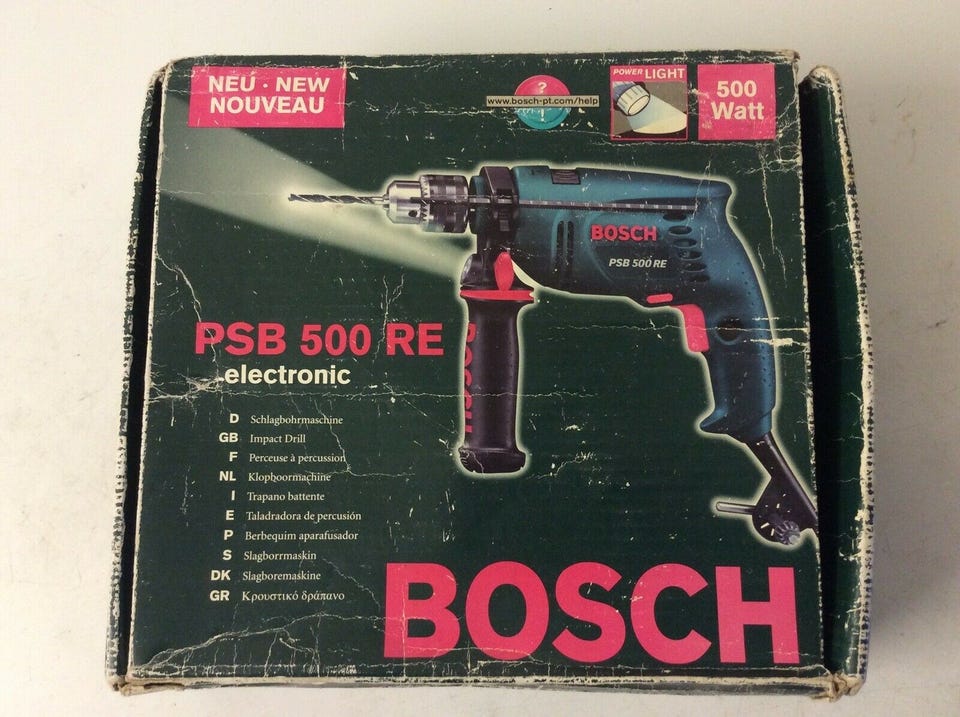 NEU · NEW
NOUVEAU
?
www.bosch-pt.com/help
!
POWER LIGHT
500
Watt
BOSCH
PSB 500 RE
BOSCH
PSB 500 RE
electronic
D Schlagbohrmaschine
GB Impact Drill
F Perceuse à percussion
NL Klopboormachine
I Trapano battente
E Taladradora de percusión
P Berbequim aparafusador
S Slagborrmaskin
DK Slagboremaskine
GR Κρουστικό δράπανο
BOSCH